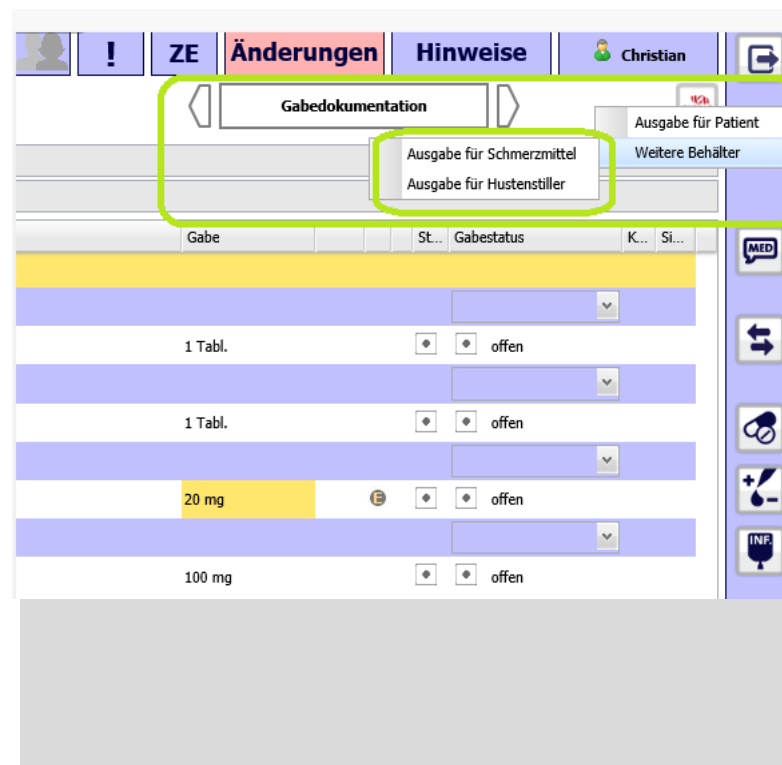 ! ZE Änderungen Hinweise Christian
Gabedokumentation
Ausgabe für Patient
Weitere Behälter
Ausgabe für Schmerzmittel
Ausgabe für Hustenstiller
Gabe St... Gabestatus K... Si...
MED
1 Tabl. offen
1 Tabl. offen
20 mg E offen
INF.
100 mg offen